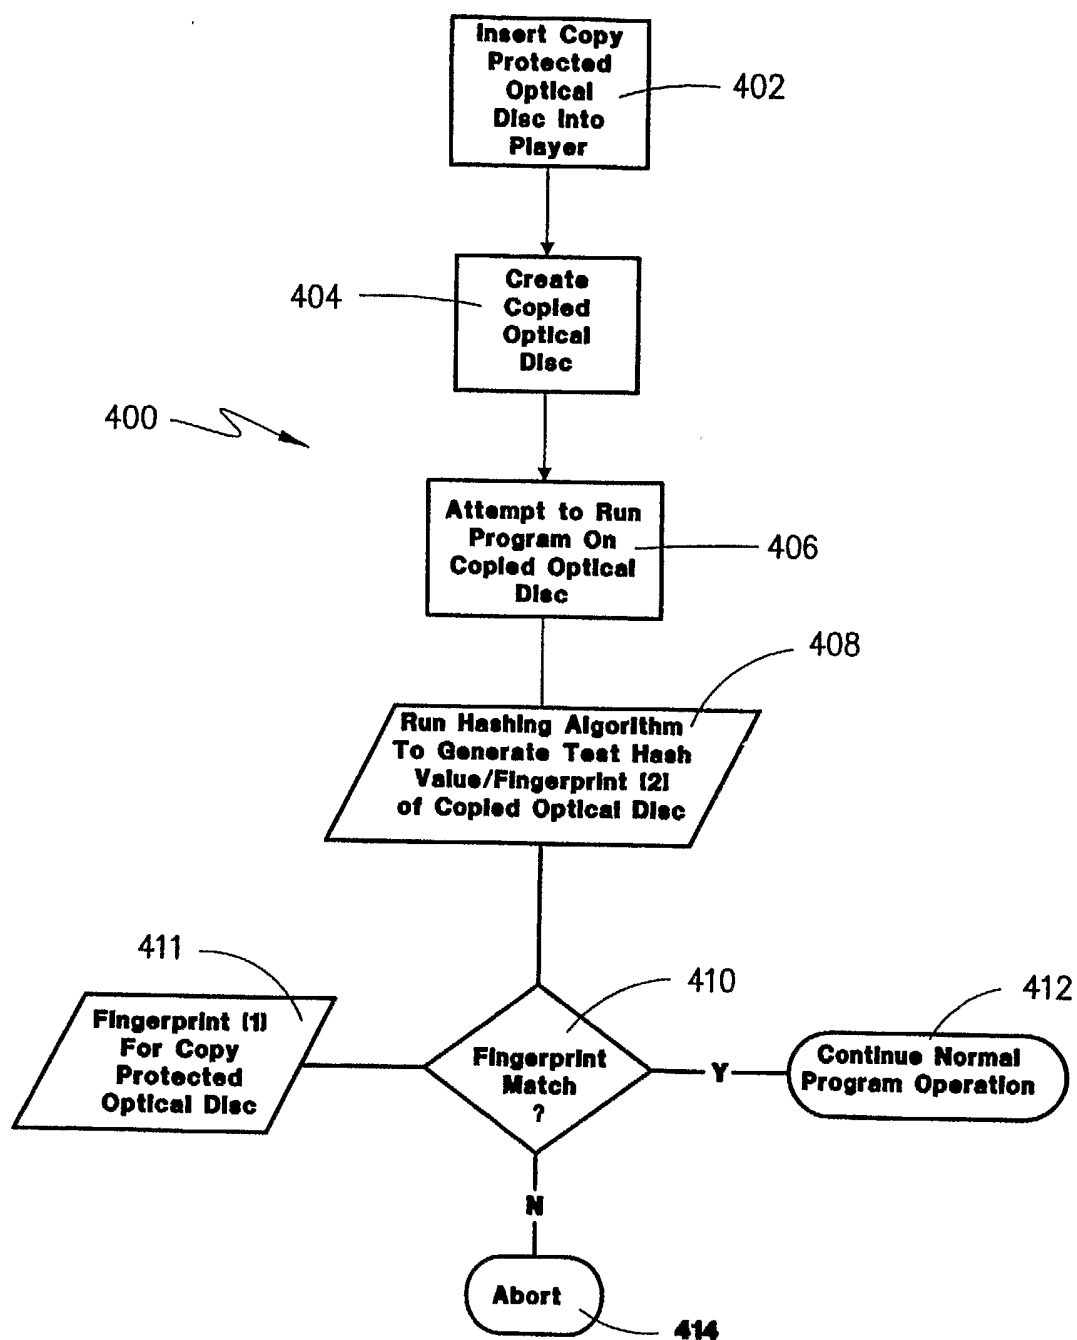 Insert Copy
Protected
Optical
Disc Into
Player
402
Create
Copied
Optical
Disc
404
400
Attempt to Run
Program On
Copied Optical
Disc
406
408
Run Hashing Algorithm
To Generate Test Hash
Value/Fingerprint (2)
of Copied Optical Disc
411
Fingerprint (1)
For Copy
Protected
Optical Disc
410
Fingerprint
Match
?
Y
412
Continue Normal
Program Operation
N
Abort
414